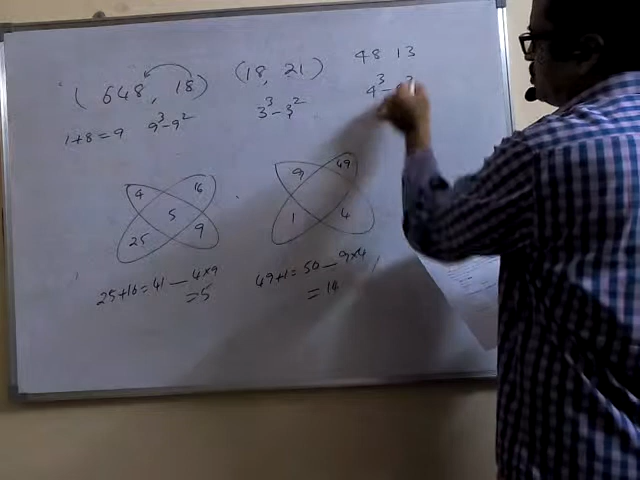 ( 648, 18) (18, 21) 48 13
1+8=9 9³-9² 3³-3² 4³-
4 16 9 49
5
25 9 1 4
25+16=41-4×9 49+1=50-9×4
=5 =14